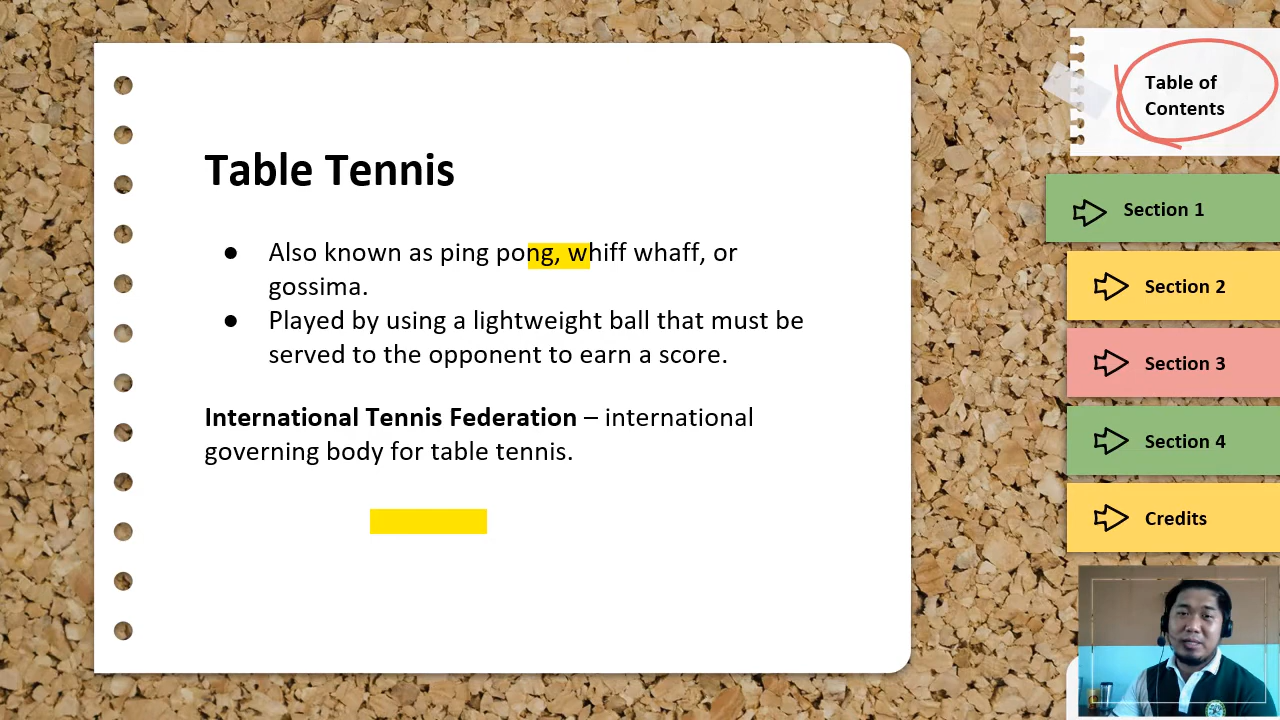 Table Tennis
● Also known as ping pong, whiff whaff, or
gossima.
● Played by using a lightweight ball that must be
served to the opponent to earn a score.
International Tennis Federation – international
governing body for table tennis.
Table of
Contents
Section 1
Section 2
Section 3
Section 4
Credits